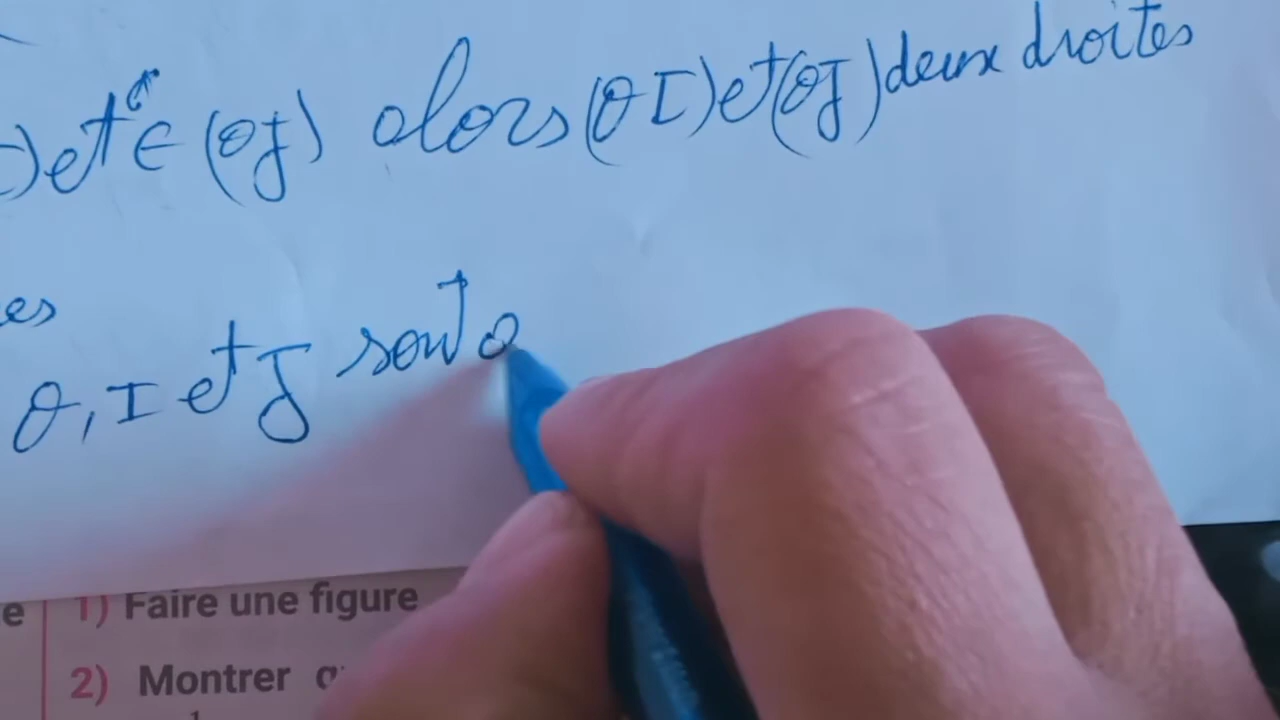 ) et ∈ (OJ) alors (OI) et (OJ) deux droites
es
O, I et J sont
e 1) Faire une figure
2) Montrer